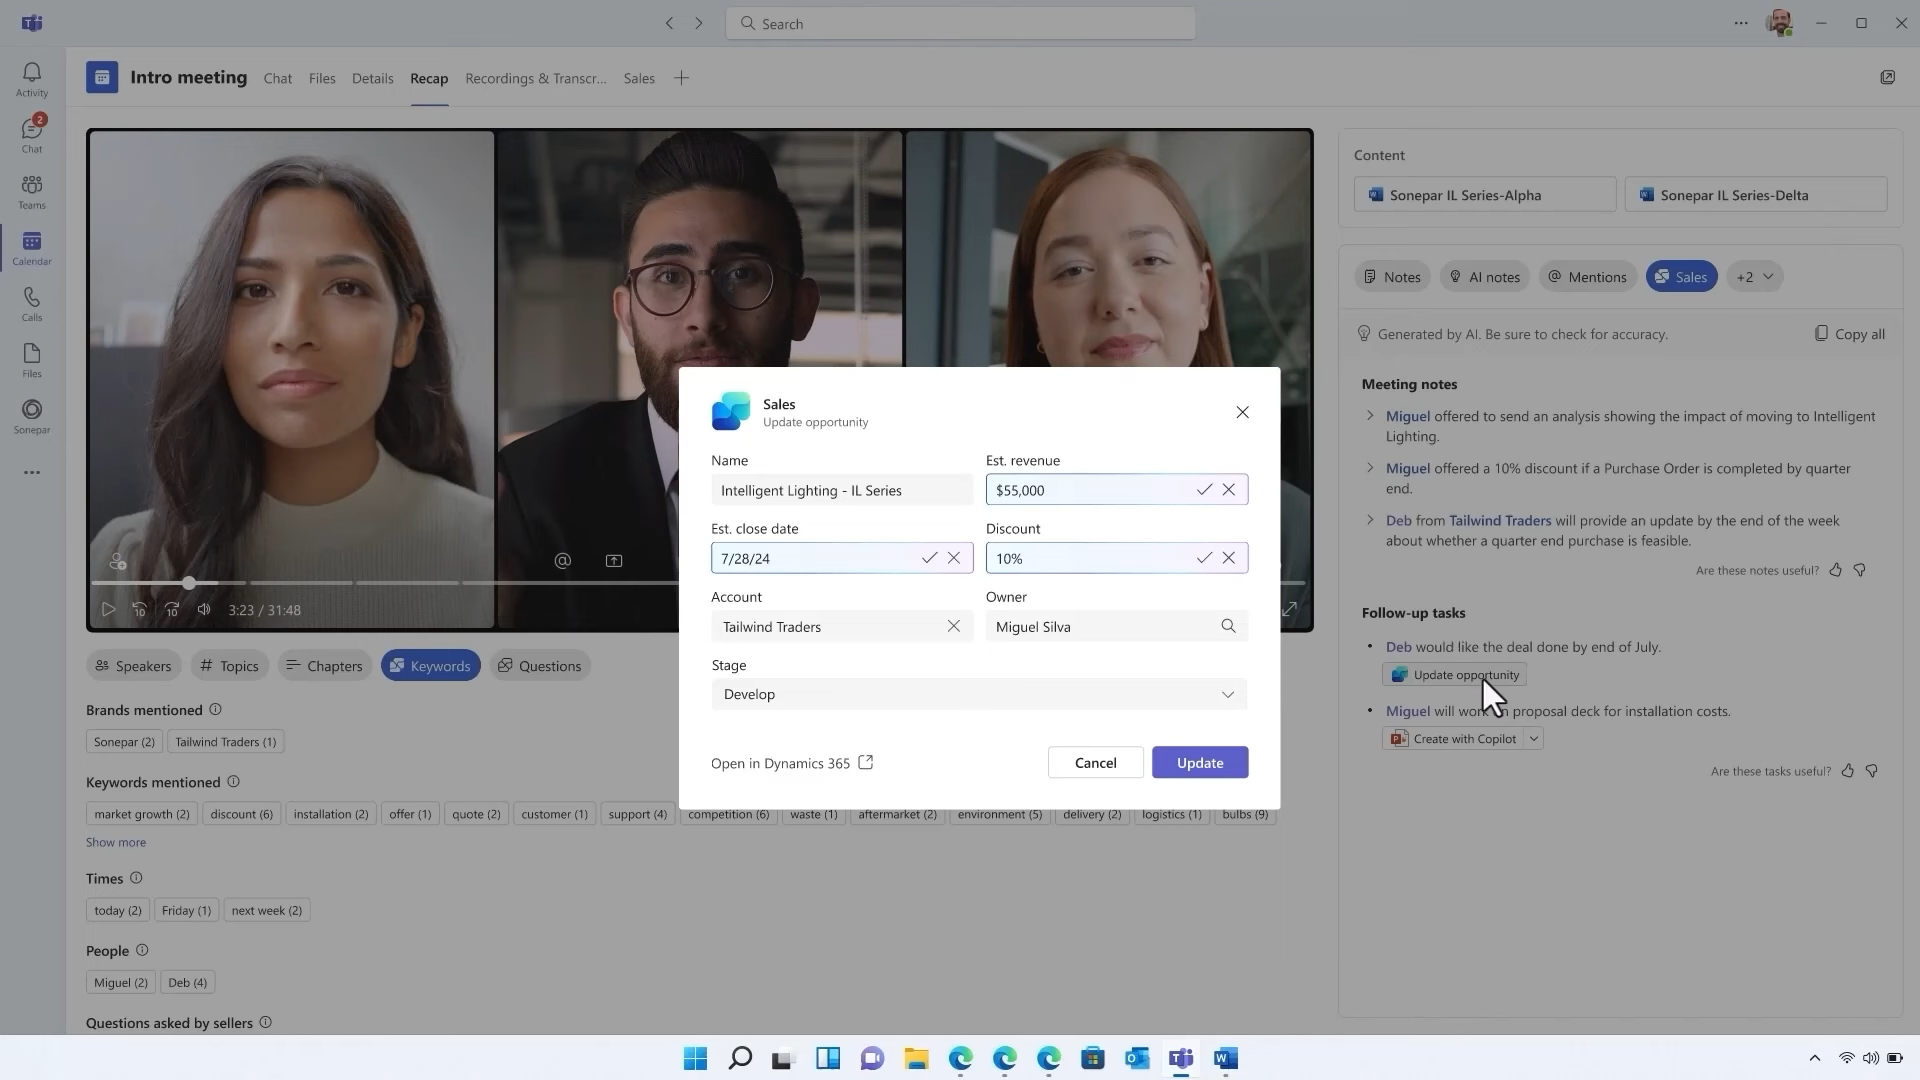 Search
Activity
2
Chat
Teams
Calendar
Calls
Files
Sonepar
Intro meeting Chat Files Details Recap Recordings & Transcr... Sales
10 10 3:23 / 31:48
Speakers # Topics Chapters Keywords Questions
Brands mentioned
Sonepar (2) Tailwind Traders (1)
Keywords mentioned
market growth (2) discount (6) installation (2) offer (1) quote (2) customer (1) support (4) competition (6) waste (1) aftermarket (2) environment (5) delivery (2) logistics (1) bulbs (9)
Show more
Times
today (2) Friday (1) next week (2)
People
Miguel (2) Deb (4)
Questions asked by sellers
Sales
Update opportunity
Name
Intelligent Lighting - IL Series
Est. revenue
$55,000
Est. close date
7/28/24
Discount
10%
Account
Tailwind Traders
Owner
Miguel Silva
Stage
Develop
Open in Dynamics 365
Cancel
Update
Content
Sonepar IL Series-Alpha
Sonepar IL Series-Delta
Notes AI notes Mentions Sales +2
Generated by AI. Be sure to check for accuracy. Copy all
Meeting notes
Miguel offered to send an analysis showing the impact of moving to Intelligent
Lighting.
Miguel offered a 10% discount if a Purchase Order is completed by quarter
end.
Deb from Tailwind Traders will provide an update by the end of the week
about whether a quarter end purchase is feasible.
Are these notes useful?
Follow-up tasks
• Deb would like the deal done by end of July.
Update opportunity
• Miguel will work proposal deck for installation costs.
Create with Copilot
Are these tasks useful?